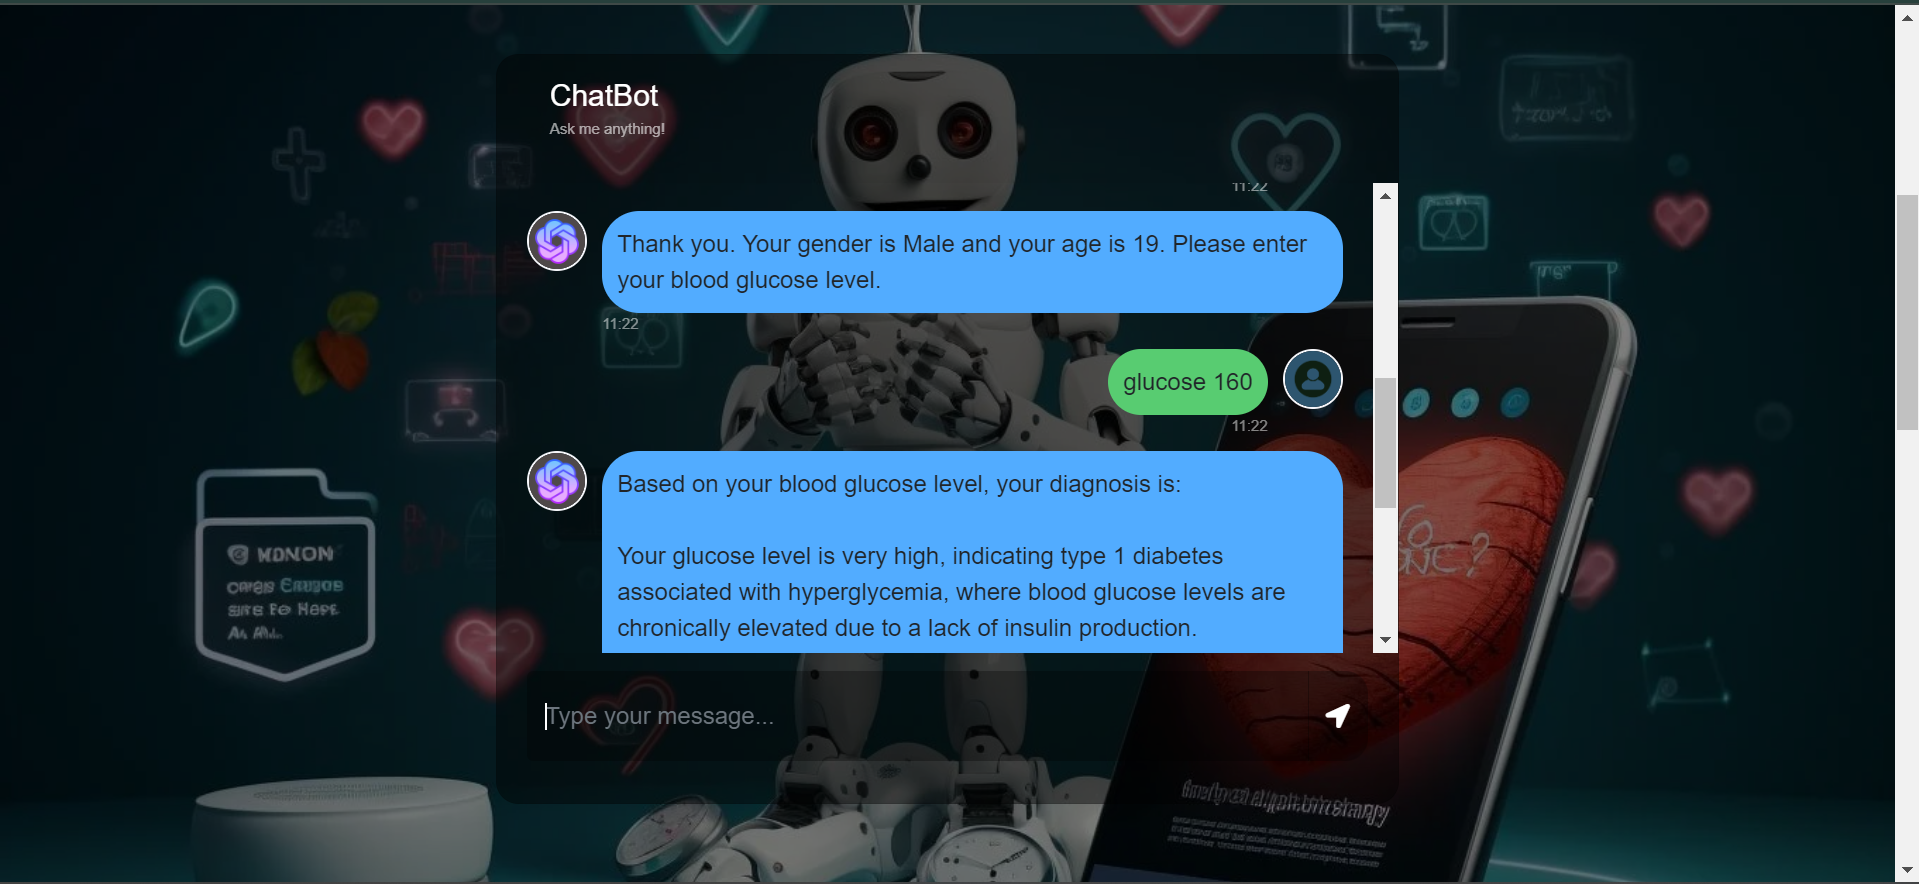 ChatBot
Ask me anything!
11:22
Thank you. Your gender is Male and your age is 19. Please enter
your blood glucose level.
11:22
glucose 160
11:22
Based on your blood glucose level, your diagnosis is:
Your glucose level is very high, indicating type 1 diabetes
associated with hyperglycemia, where blood glucose levels are
chronically elevated due to a lack of insulin production.
Type your message...